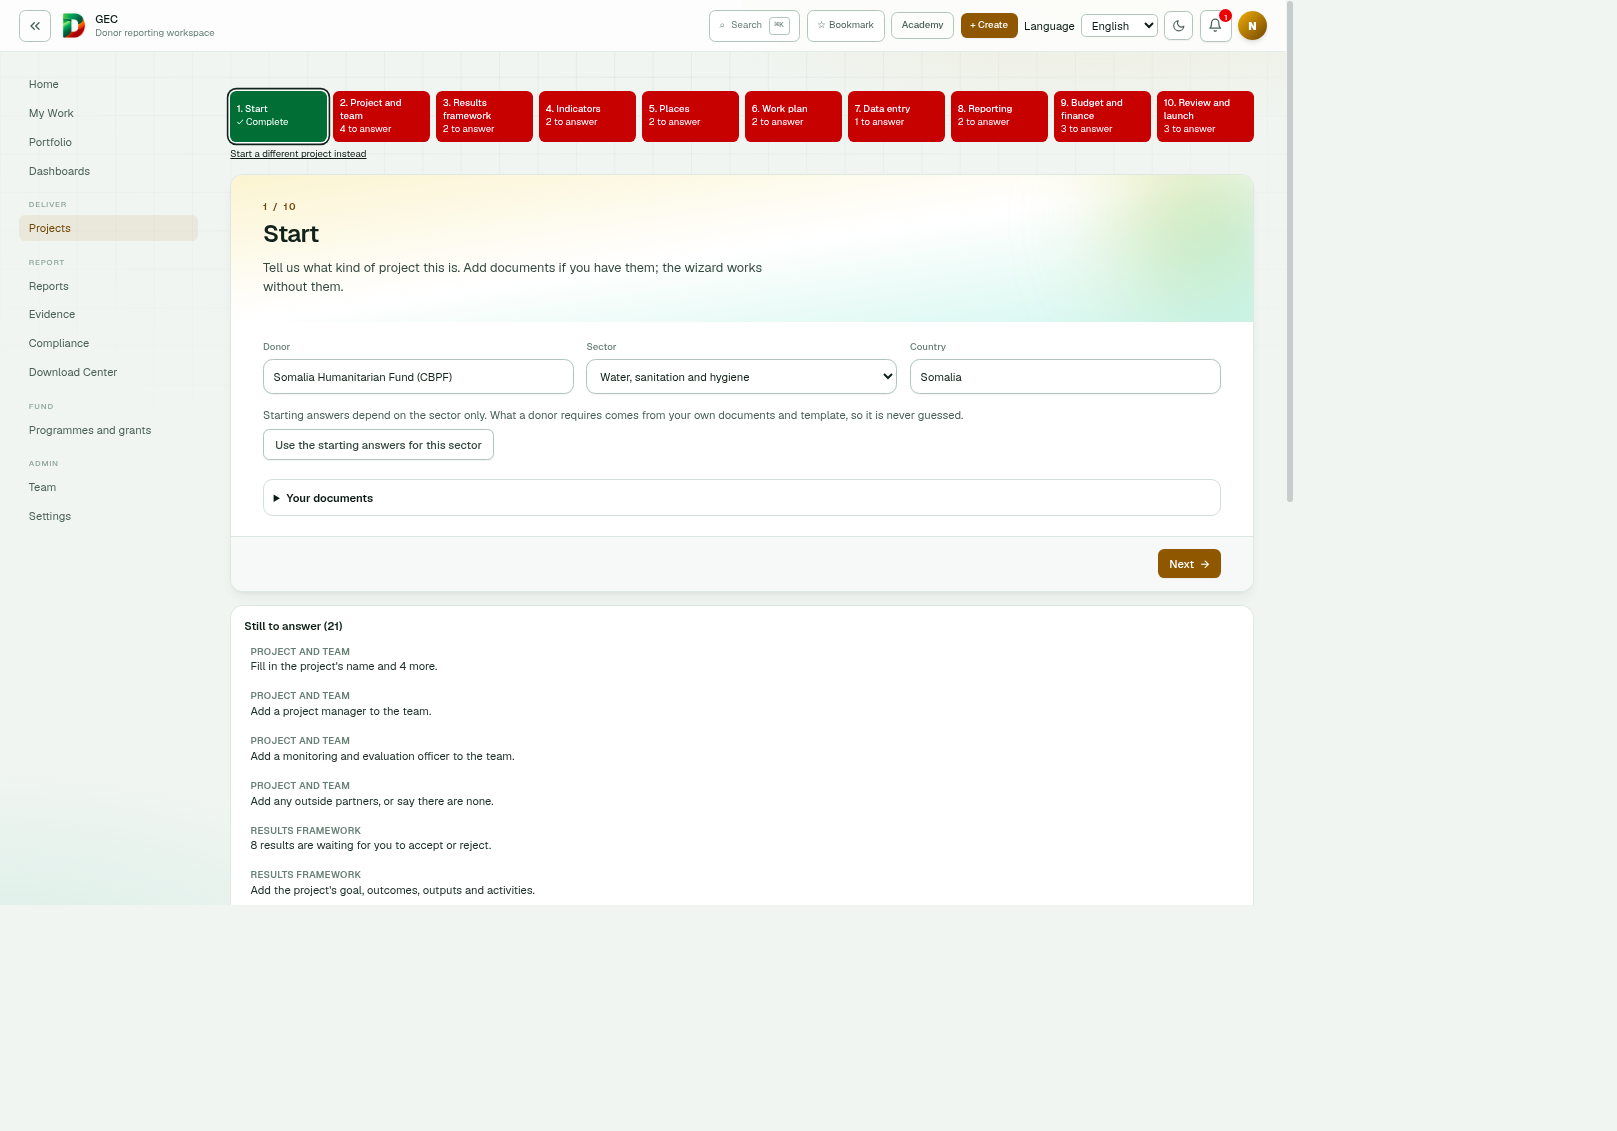 GEC
Donor reporting workspace
Search ⌘K
☆ Bookmark
Academy
+ Create
Language
English
1
N
Home
My Work
Portfolio
Dashboards
DELIVER
Projects
REPORT
Reports
Evidence
Compliance
Download Center
FUND
Programmes and grants
ADMIN
Team
Settings
1. Start
✓ Complete
2. Project and
team
4 to answer
3. Results
framework
2 to answer
4. Indicators
2 to answer
5. Places
2 to answer
6. Work plan
2 to answer
7. Data entry
1 to answer
8. Reporting
2 to answer
9. Budget and
finance
3 to answer
10. Review and
launch
3 to answer
Start a different project instead
1 / 10
Start
Tell us what kind of project this is. Add documents if you have them; the wizard works
without them.
Donor
Somalia Humanitarian Fund (CBPF)
Sector
Water, sanitation and hygiene
Country
Somalia
Starting answers depend on the sector only. What a donor requires comes from your own documents and template, so it is never guessed.
Use the starting answers for this sector
Your documents
Next →
Still to answer (21)
PROJECT AND TEAM
Fill in the project's name and 4 more.
PROJECT AND TEAM
Add a project manager to the team.
PROJECT AND TEAM
Add a monitoring and evaluation officer to the team.
PROJECT AND TEAM
Add any outside partners, or say there are none.
RESULTS FRAMEWORK
8 results are waiting for you to accept or reject.
RESULTS FRAMEWORK
Add the project's goal, outcomes, outputs and activities.